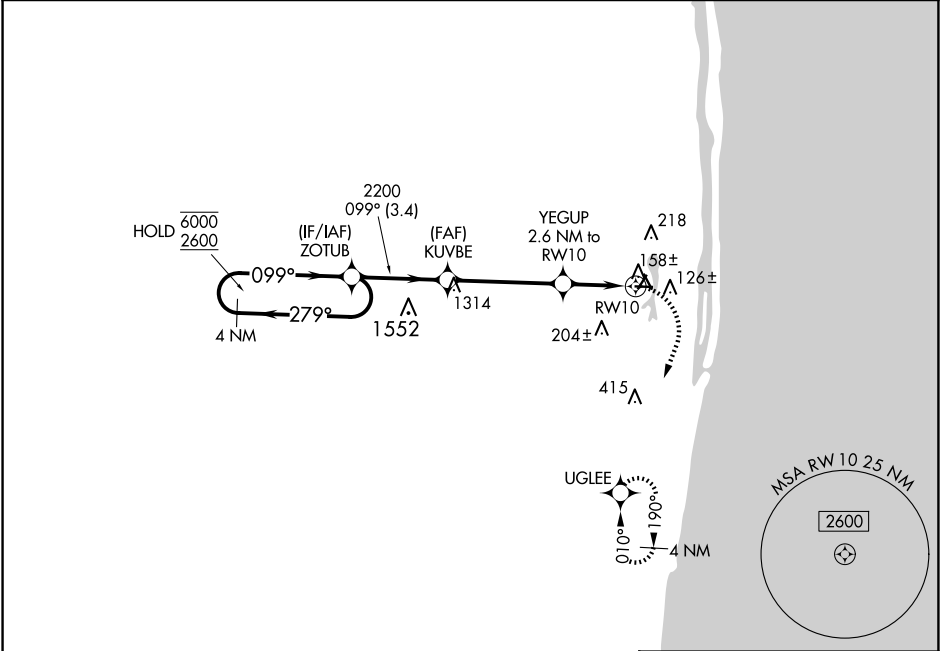 2200
099° (3.4)
HOLD 6000
2600
(IF/IAF)
ZOTUB
(FAF)
KUVBE
YEGUP
2.6 NM to
RW10
218
158±
126±
099°
279°
4 NM
1552
1314
RW10
204±
415
UGLEE
010°
190°
4 NM
MSA RW10 25 NM
2600